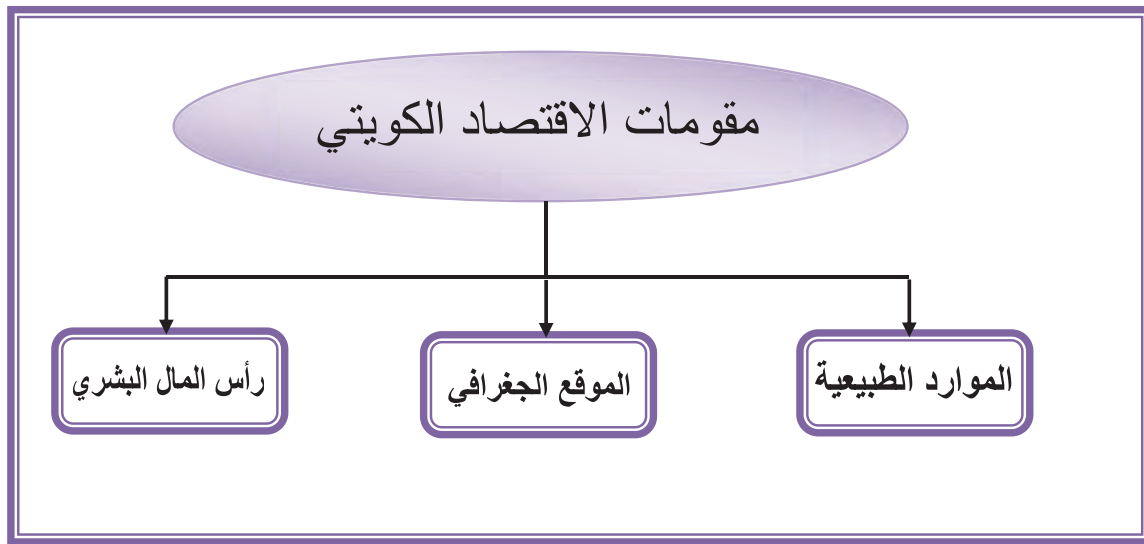 مقومات الاقتصاد الكويتي
الموارد الطبيعية
الموقع الجغرافي
رأس المال البشري